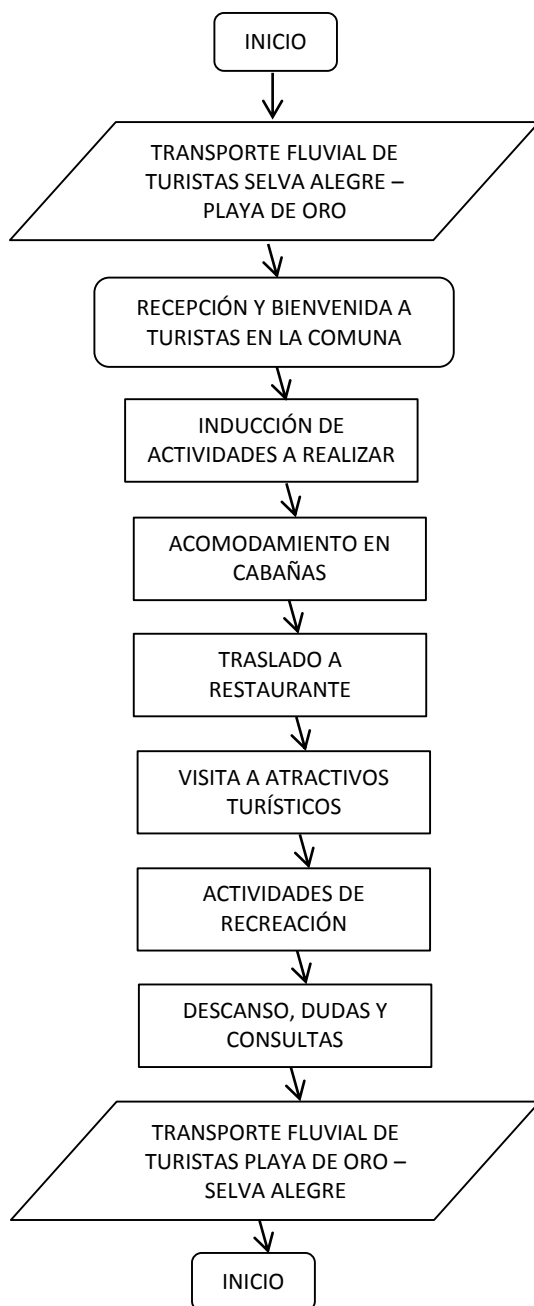 INICIO
TRANSPORTE FLUVIAL DE
TURISTAS SELVA ALEGRE –
PLAYA DE ORO
RECEPCIÓN Y BIENVENIDA A
TURISTAS EN LA COMUNA
INDUCCIÓN DE
ACTIVIDADES A REALIZAR
ACOMODAMIENTO EN
CABAÑAS
TRASLADO A
RESTAURANTE
VISITA A ATRACTIVOS
TURÍSTICOS
ACTIVIDADES DE
RECREACIÓN
DESCANSO, DUDAS Y
CONSULTAS
TRANSPORTE FLUVIAL DE
TURISTAS PLAYA DE ORO –
SELVA ALEGRE
INICIO